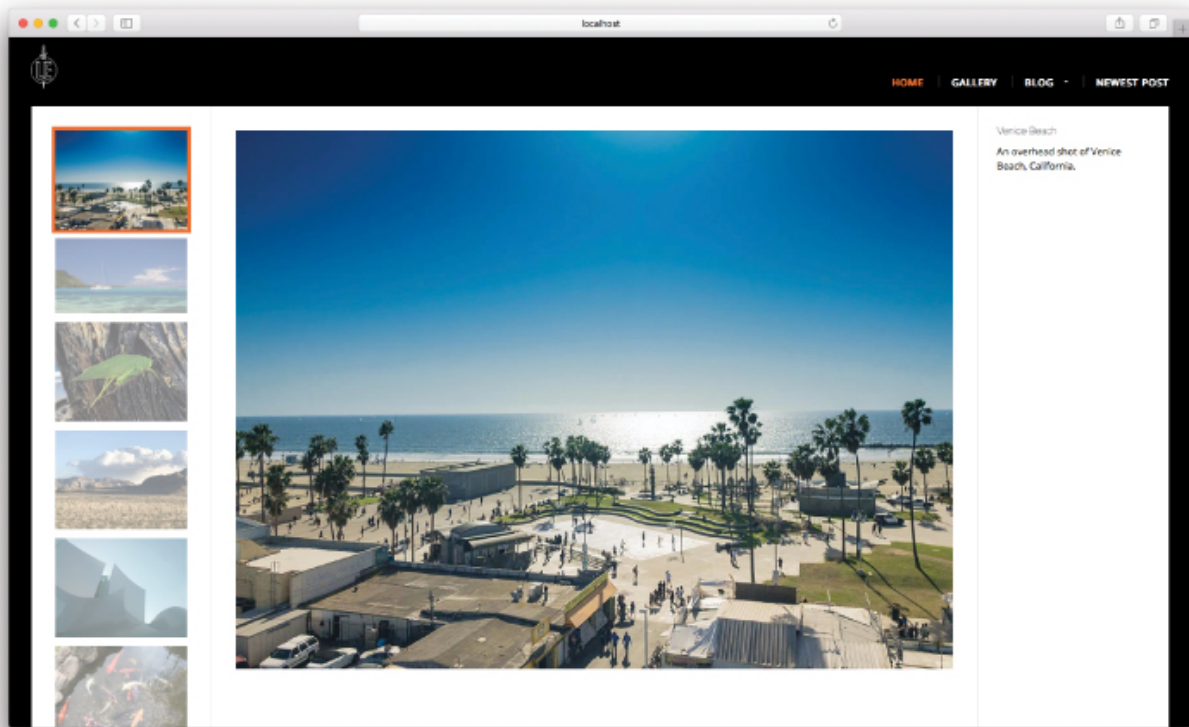 localhost
HOME
GALLERY
BLOG
NEWEST POST
Venice Beach
An overhead shot of Venice
Beach, California.